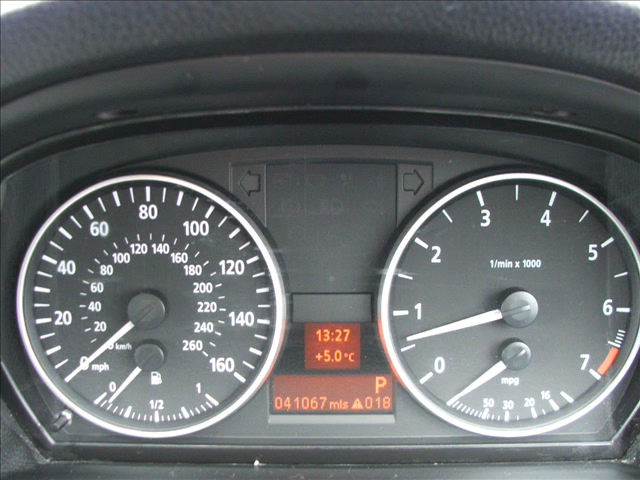 80
60 100
40 120
20 140
0 mph 160
120 140
100 160
80 180
60 200
40 220
20 240
km/h 260
0 1/2 1
13:27
+5.0 °C
P
041067 mls 018
3 4
2 5
1/min x 1000
1 6
0 7
mpg
50 30 20 16